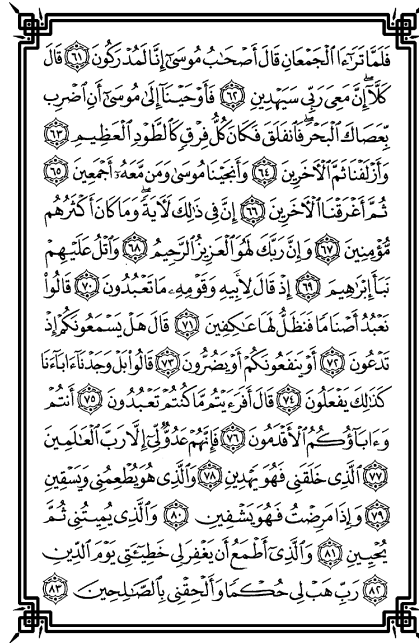 فَلَمَّا تَرَٰٓءَا ٱلْجَمْعَانِ قَالَ أَصْحَٰبُ مُوسَىٰٓ إِنَّا لَمُدْرَكُونَ ٦١ قَالَ
كَلَّآ إِنَّ مَعِىَ رَبِّى سَيَهْدِينِ ٦٢ فَأَوْحَيْنَآ إِلَىٰ مُوسَىٰٓ أَنِ ٱضْرِب
بِّعَصَاكَ ٱلْبَحْرَ ۖ فَٱنفَلَقَ فَكَانَ كُلُّ فِرْقٍ كَٱلطَّوْدِ ٱلْعَظِيمِ ٦٣
وَأَزْلَفْنَا ثَمَّ ٱلْءَاخَرِينَ ٦٤ وَأَنجَيْنَا مُوسَىٰ وَمَن مَّعَهُۥٓ أَجْمَعِينَ ٦٥
ثُمَّ أَغْرَقْنَا ٱلْءَاخَرِينَ ٦٦ إِنَّ فِى ذَٰلِكَ لَءَايَةً ۖ وَمَا كَانَ أَكْثَرُهُم
مُّؤْمِنِينَ ٦٧ وَإِنَّ رَبَّكَ لَهُوَ ٱلْعَزِيزُ ٱلرَّحِيمُ ٦٨ وَٱتْلُ عَلَيْهِمْ
نَبَأَ إِبْرَٰهِيمَ ٦٩ إِذْ قَالَ لِأَبِيهِ وَقَوْمِهِۦ مَا تَعْبُدُونَ ٧٠ قَالُوا۟
نَعْبُدُ أَصْنَامًا فَنَظَلُّ لَهَا عَٰكِفِينَ ٧١ قَالَ هَلْ يَسْمَعُونَكُمْ إِذْ
تَدْعُونَ ٧٢ أَوْ يَنفَعُونَكُمْ أَوْ يَضُرُّونَ ٧٣ قَالُوا۟ بَلْ وَجَدْنَآ ءَابَآءَنَا
كَذَٰلِكَ يَفْعَلُونَ ٧٤ قَالَ أَفَرَءَيْتُم مَّا كُنتُمْ تَعْبُدُونَ ٧٥ أَنتُمْ
وَءَابَآؤُكُمُ ٱلْأَقْدَمُونَ ٧٦ فَإِنَّهُمْ عَدُوٌّ لِّىٓ إِلَّا رَبَّ ٱلْعَٰلَمِينَ
٧٧ ٱلَّذِى خَلَقَنِى فَهُوَ يَهْدِينِ ٧٨ وَٱلَّذِى هُوَ يُطْعِمُنِى وَيَسْقِينِ
٧٩ وَإِذَا مَرِضْتُ فَهُوَ يَشْفِينِ ٨٠ وَٱلَّذِى يُمِيتُنِى ثُمَّ
يُحْيِينِ ٨١ وَٱلَّذِىٓ أَطْمَعُ أَن يَغْفِرَ لِى خَطِيٓـَٔتِى يَوْمَ ٱلدِّينِ
٨٢ رَبِّ هَبْ لِى حُكْمًا وَأَلْحِقْنِى بِٱلصَّٰلِحِينَ ٨٣